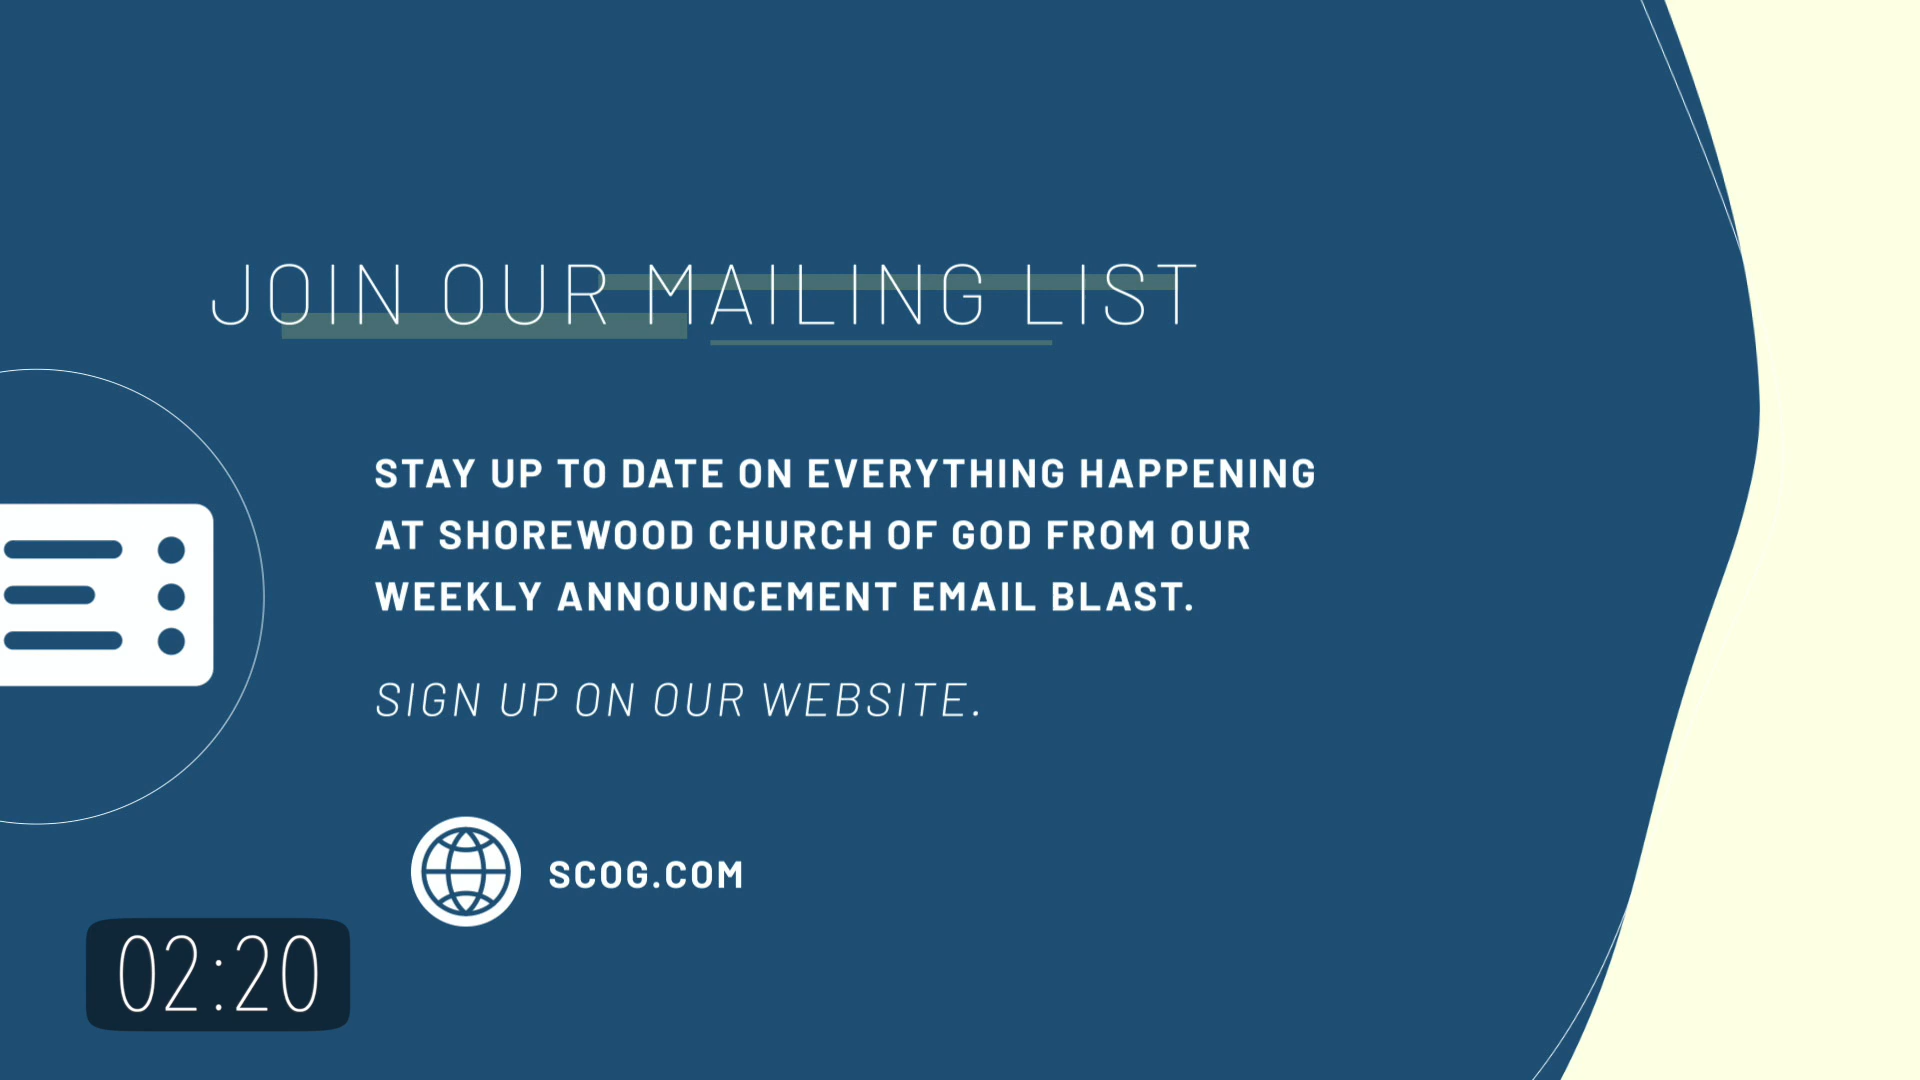 JOIN OUR MAILING LIST
STAY UP TO DATE ON EVERYTHING HAPPENING
AT SHOREWOOD CHURCH OF GOD FROM OUR
WEEKLY ANNOUNCEMENT EMAIL BLAST.
SIGN UP ON OUR WEBSITE.
SCOG.COM
02:20